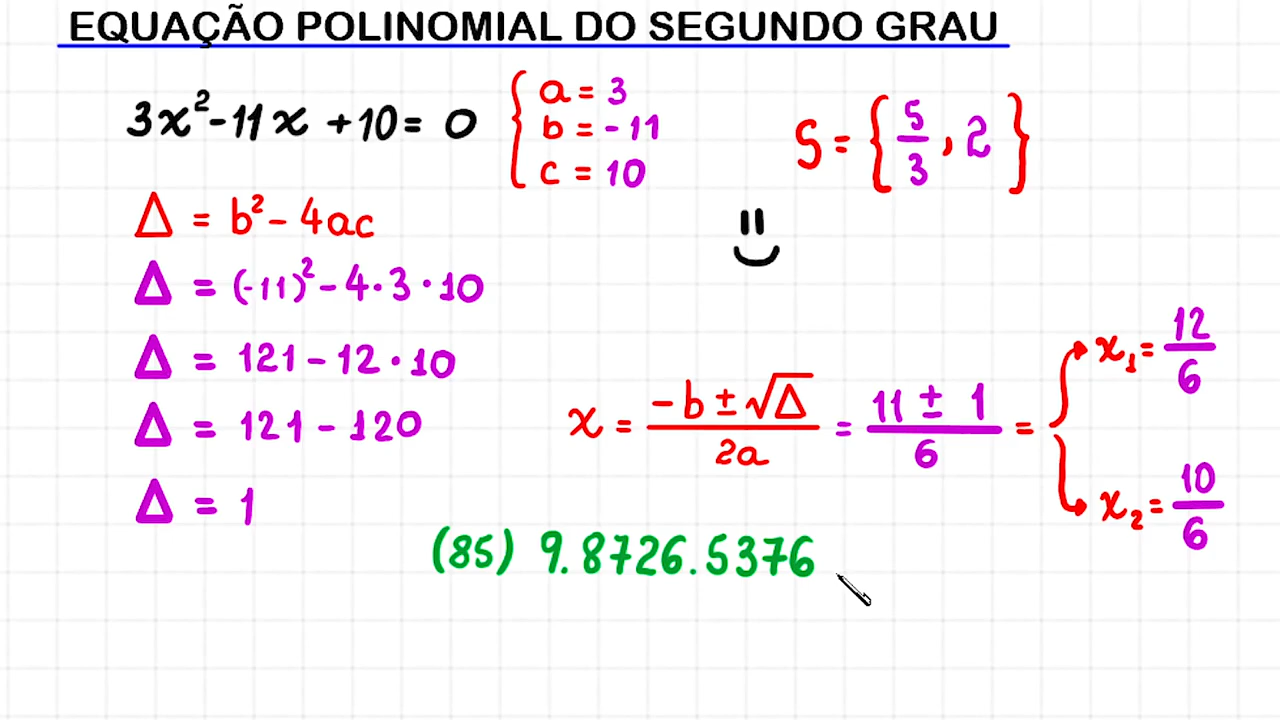 EQUAÇÃO POLINOMIAL DO SEGUNDO GRAU
3x² - 11x + 10 = 0
a = 3
b = - 11
c = 10
S = { 5/3 , 2 }
Δ = b² - 4ac
Δ = (-11)² - 4 · 3 · 10
Δ = 121 - 12 · 10
Δ = 121 - 120
Δ = 1
x = (-b ± √Δ)/2a = (11 ± 1)/6 =
x₁ = 12/6
x₂ = 10/6
(85) 9.8726.5376